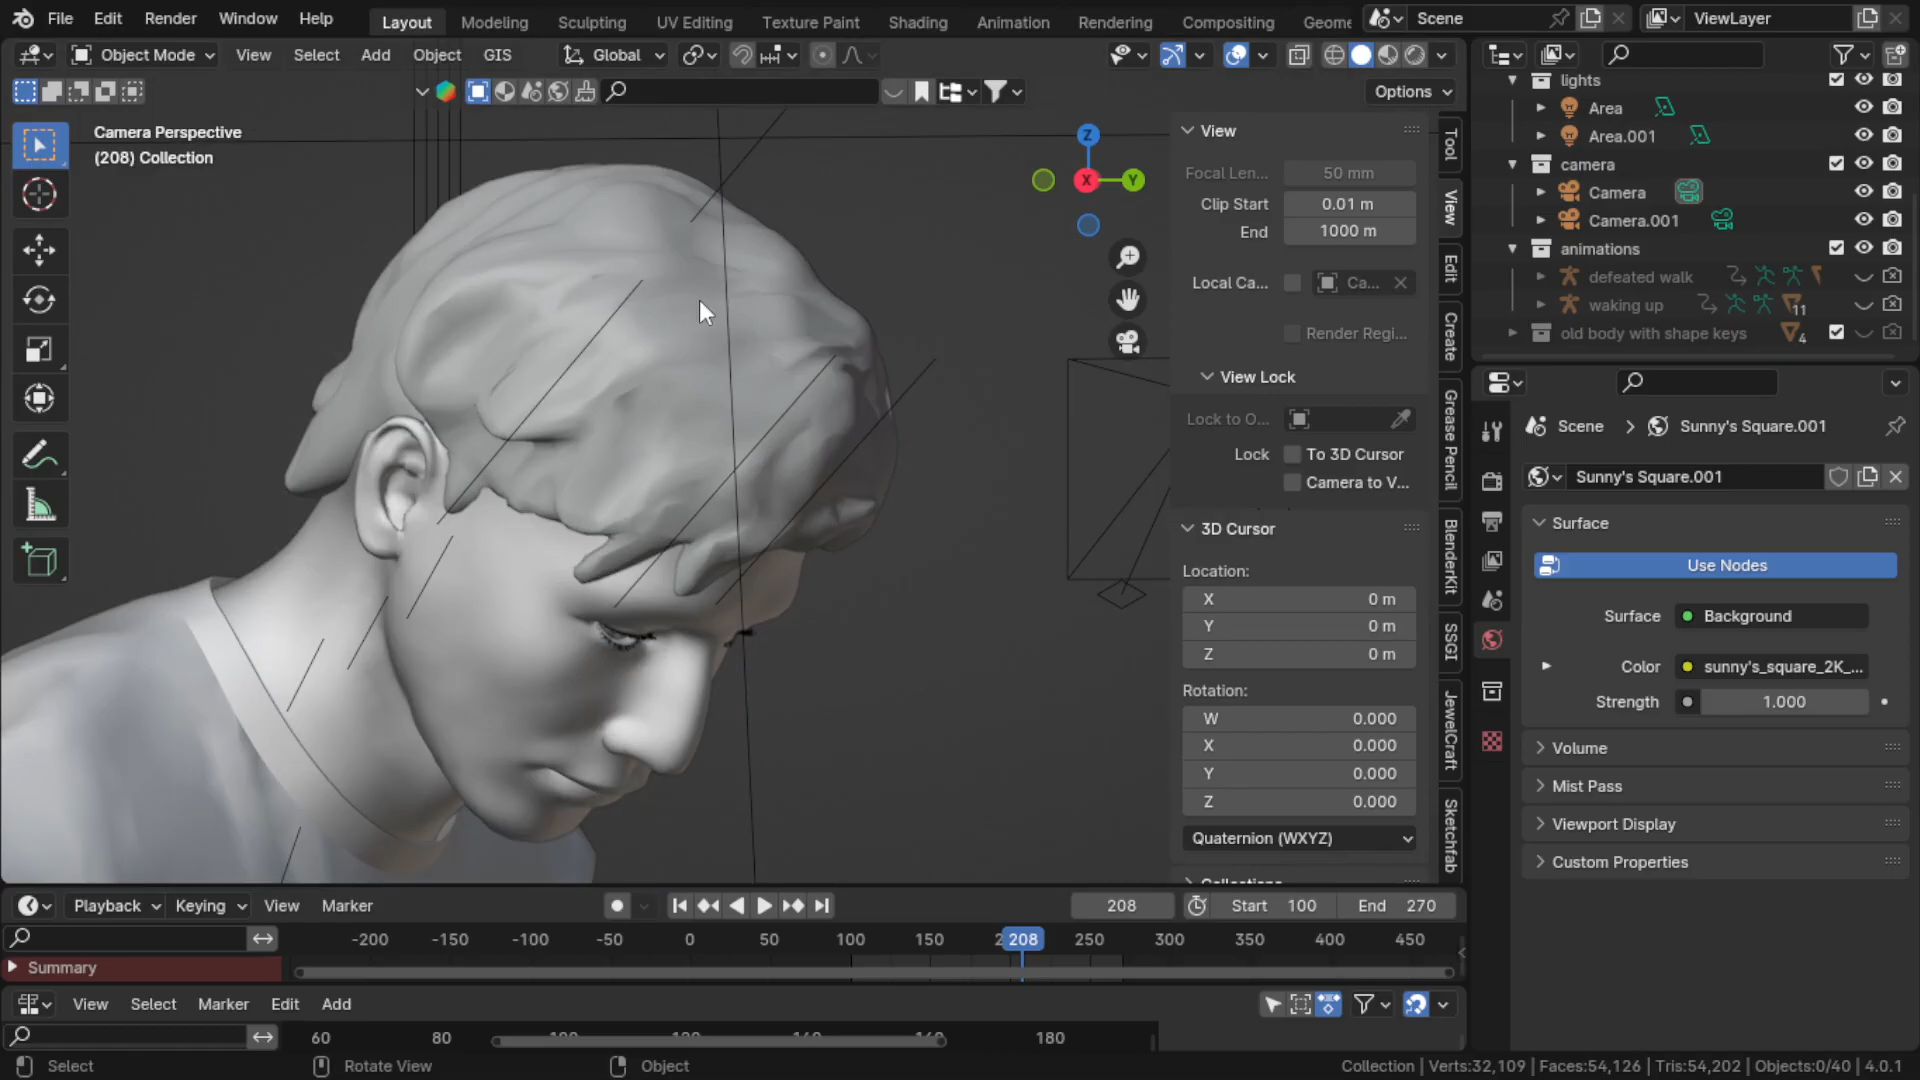 File Edit Render Window Help Layout Modeling Sculpting UV Editing Texture Paint Shading Animation Rendering Compositing Geome Scene ViewLayer
Object Mode View Select Add Object GIS Global
Options
Camera Perspective
(208) Collection
Z
X
Y
View
Focal Len... 50 mm
Clip Start 0.01 m
End 1000 m
Local Ca... Ca...
Render Regi...
View Lock
Lock to O...
Lock To 3D Cursor
Camera to V...
3D Cursor
Location:
X 0 m
Y 0 m
Z 0 m
Rotation:
W 0.000
X 0.000
Y 0.000
Z 0.000
Quaternion (WXYZ)
Tool
View
Edit
Create
Grease Pencil
BlenderKit
SSGI
JewelCraft
Sketchfab
lights
Area
Area.001
camera
Camera
Camera.001
animations
defeated walk
waking up 11
old body with shape keys 4
Scene > Sunny's Square.001
Sunny's Square.001
Surface
Use Nodes
Surface Background
Color sunny's_square_2K_...
Strength 1.000
Volume
Mist Pass
Viewport Display
Custom Properties
Playback Keying View Marker 208 Start 100 End 270
-200 -150 -100 -50 0 50 100 150 208 250 300 350 400 450
Summary
View Select Marker Edit Add
60 80 180
Select Rotate View Object Collection | Verts:32,109 | Faces:54,126 | Tris:54,202 | Objects:0/40 | 4.0.1